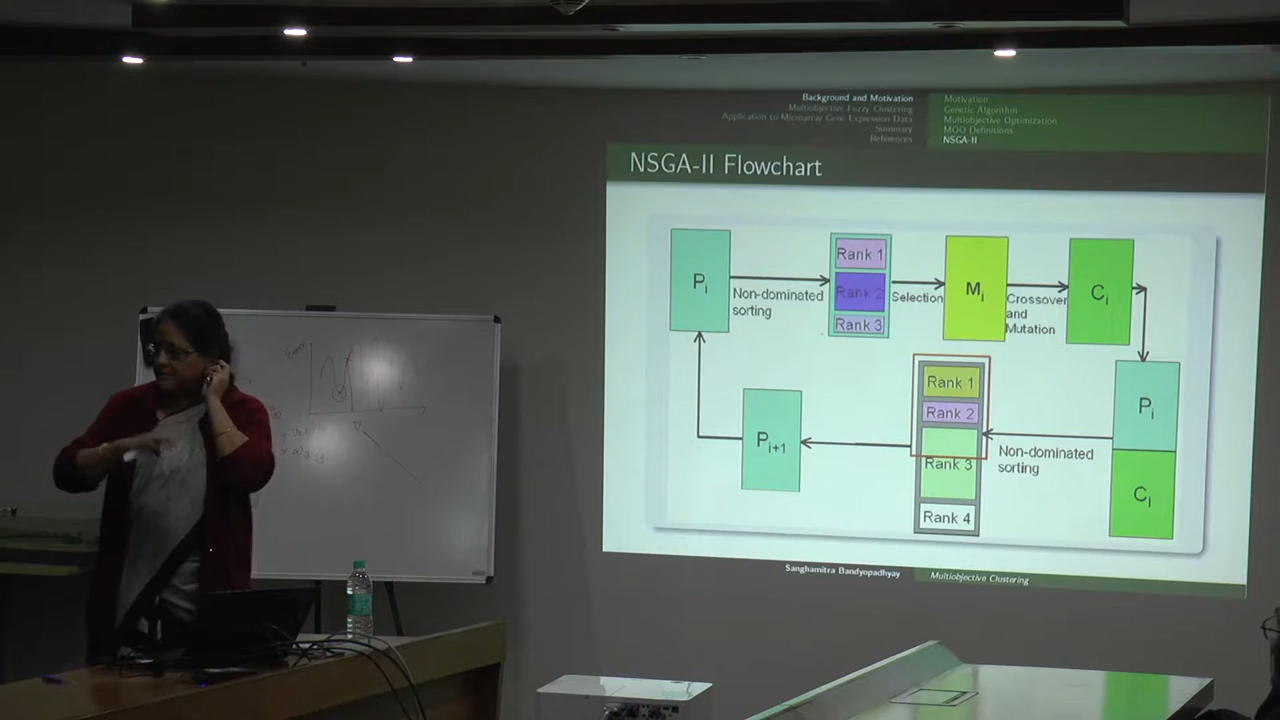 Background and Motivation
Multiobjective Fuzzy Clustering
Application to Microarray Gene Expression Data
Summary
References
Motivation
Genetic Algorithm
Multiobjective Optimization
MOO Definitions
NSGA-II
NSGA-II Flowchart
Pi
Non-dominated
sorting
Rank 1
Rank 2
Rank 3
Selection
Mi
Crossover
and
Mutation
Ci
Pi
Ci
Non-dominated
sorting
Rank 1
Rank 2
Rank 3
Rank 4
Pi+1
Sanghamitra Bandyopadhyay
Multiobjective Clustering